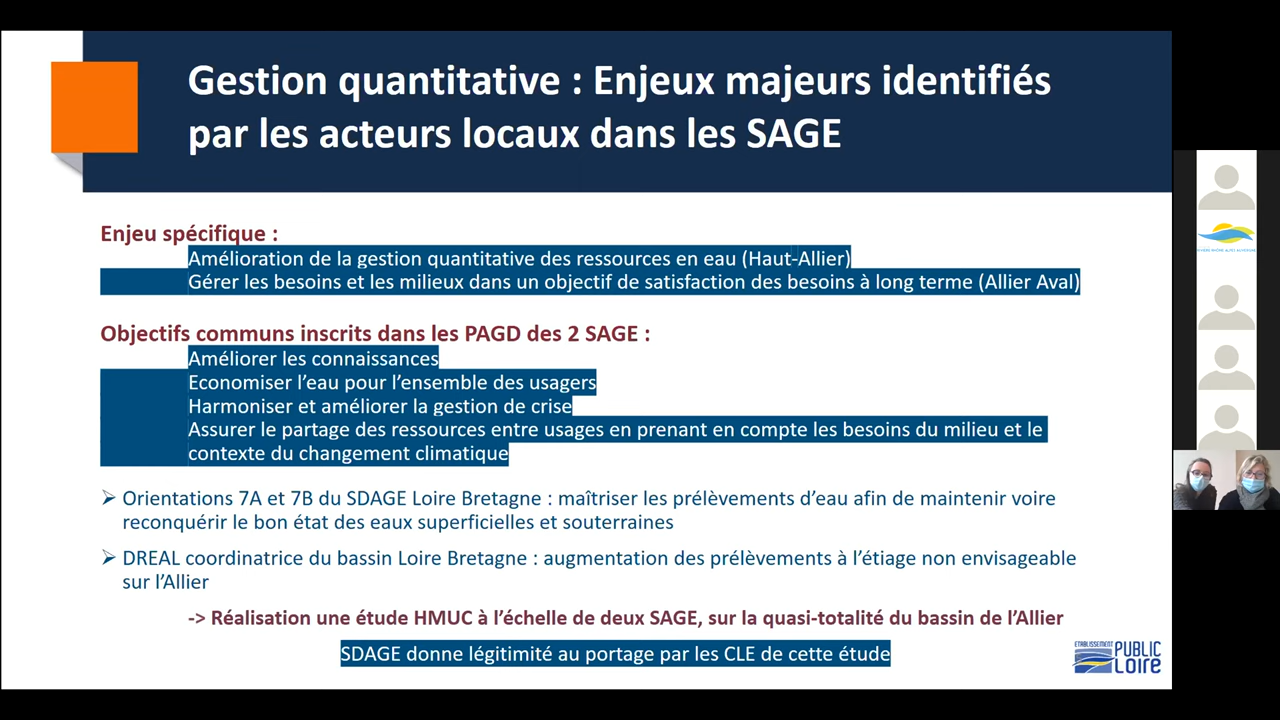 Gestion quantitative : Enjeux majeurs identifiés
par les acteurs locaux dans les SAGE
Enjeu spécifique :
Amélioration de la gestion quantitative des ressources en eau (Haut-Allier)
Gérer les besoins et les milieux dans un objectif de satisfaction des besoins à long terme (Allier Aval)
Objectifs communs inscrits dans les PAGD des 2 SAGE :
Améliorer les connaissances
Economiser l’eau pour l’ensemble des usagers
Harmoniser et améliorer la gestion de crise
Assurer le partage des ressources entre usages en prenant en compte les besoins du milieu et le
contexte du changement climatique
Orientations 7A et 7B du SDAGE Loire Bretagne : maîtriser les prélèvements d’eau afin de maintenir voire
reconquérir le bon état des eaux superficielles et souterraines
DREAL coordinatrice du bassin Loire Bretagne : augmentation des prélèvements à l’étiage non envisageable
sur l’Allier
-> Réalisation une étude HMUC à l’échelle de deux SAGE, sur la quasi-totalité du bassin de l’Allier
SDAGE donne légitimité au portage par les CLE de cette étude
ETABLISSEMENT
PUBLIC
LOIRE